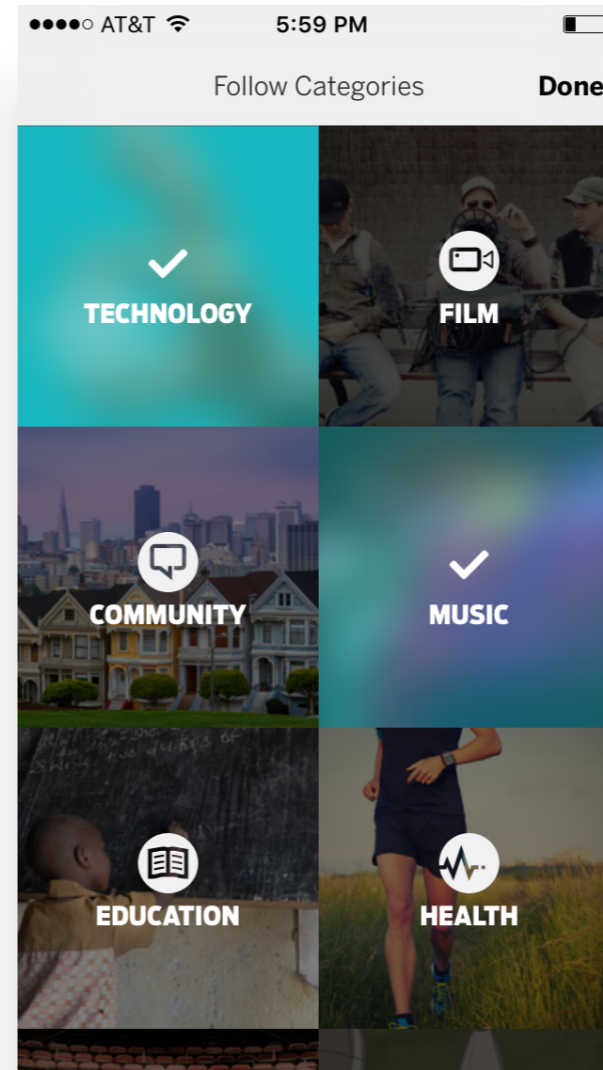 AT&T 5:59 PM
Follow Categories Done
TECHNOLOGY FILM
COMMUNITY MUSIC
EDUCATION HEALTH